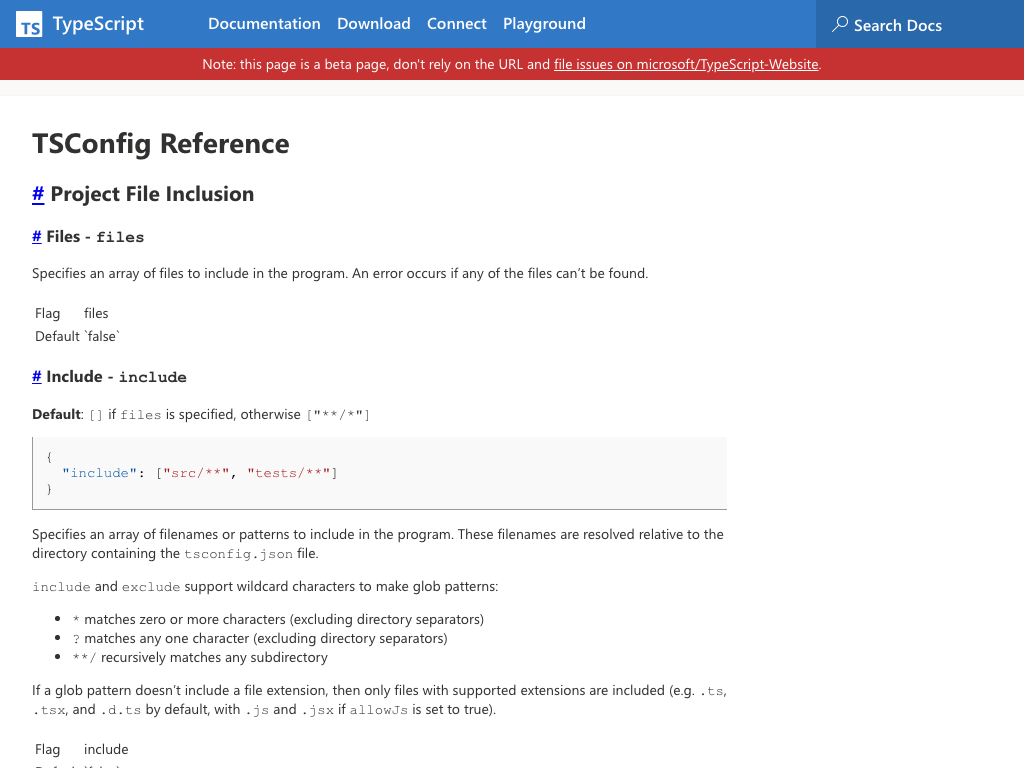 TS TypeScript Documentation Download Connect Playground Search Docs
Note: this page is a beta page, don't rely on the URL and file issues on microsoft/TypeScript-Website.
TSConfig Reference
# Project File Inclusion
# Files - files
Specifies an array of files to include in the program. An error occurs if any of the files can’t be found.
Flag files
Default `false`
# Include - include
Default: [] if files is specified, otherwise ["**/*"]
{
"include": ["src/**", "tests/**"]
}
Specifies an array of filenames or patterns to include in the program. These filenames are resolved relative to the
directory containing the tsconfig.json file.
include and exclude support wildcard characters to make glob patterns:
• * matches zero or more characters (excluding directory separators)
• ? matches any one character (excluding directory separators)
• **/ recursively matches any subdirectory
If a glob pattern doesn’t include a file extension, then only files with supported extensions are included (e.g. .ts,
.tsx, and .d.ts by default, with .js and .jsx if allowJs is set to true).
Flag include